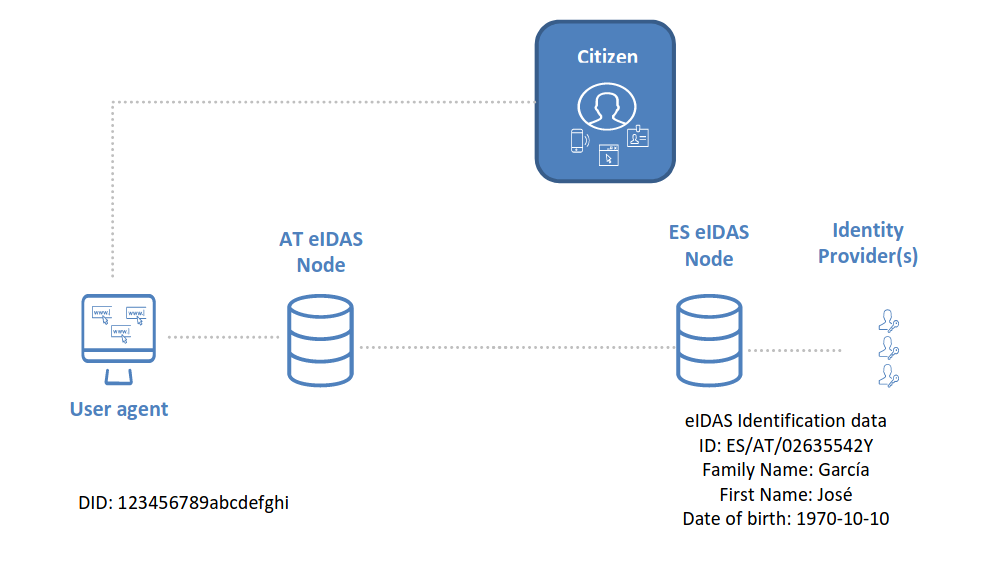 Citizen
AT eIDAS
Node
ES eIDAS
Node
Identity
Provider(s)
www.|
www.|
www.|
User agent
eIDAS Identification data
ID: ES/AT/02635542Y
Family Name: García
First Name: José
Date of birth: 1970-10-10
DID: 123456789abcdefghi